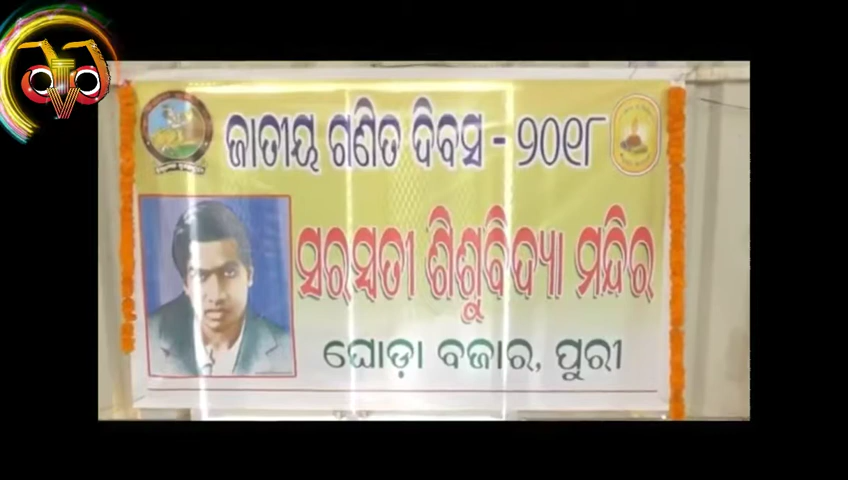 ଜାତୀୟ ଗଣିତ ଦିବସ - ୨୦୧୮
ସରସ୍ୱତୀ ଶିଶୁବିଦ୍ୟା ମନ୍ଦିର
ଘୋଡ଼ା ବଜାର, ପୁରୀ